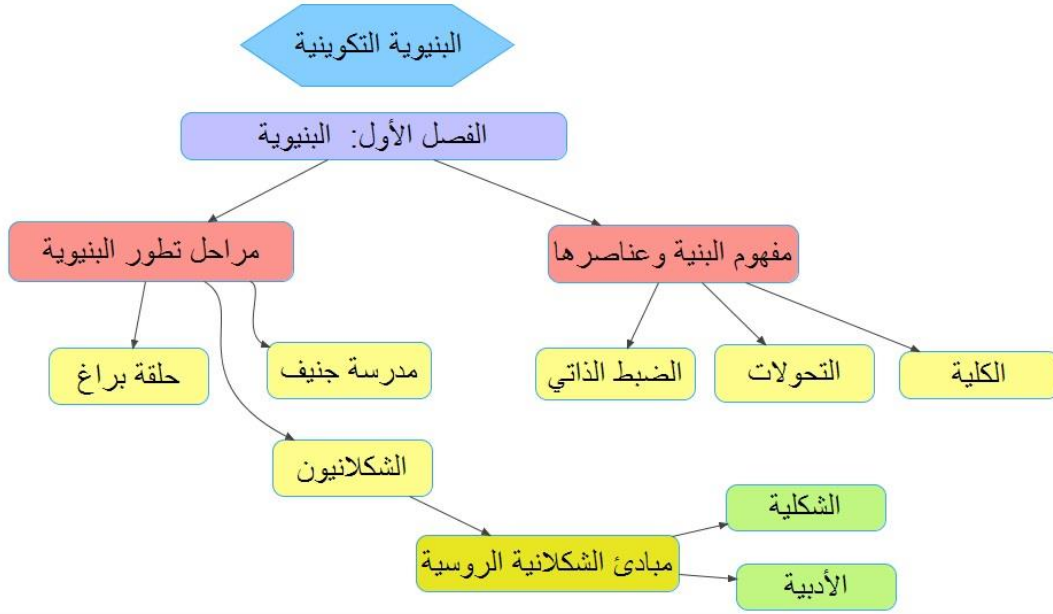 البنيوية التكوينية
الفصل الأول: البنيوية
مفهوم البنية وعناصرها
مراحل تطور البنيوية
الكلية
التحولات
الضبط الذاتي
مدرسة جنيف
حلقة براغ
الشكلانيون
الشكلية
مبادئ الشكلانية الروسية
الأدبية